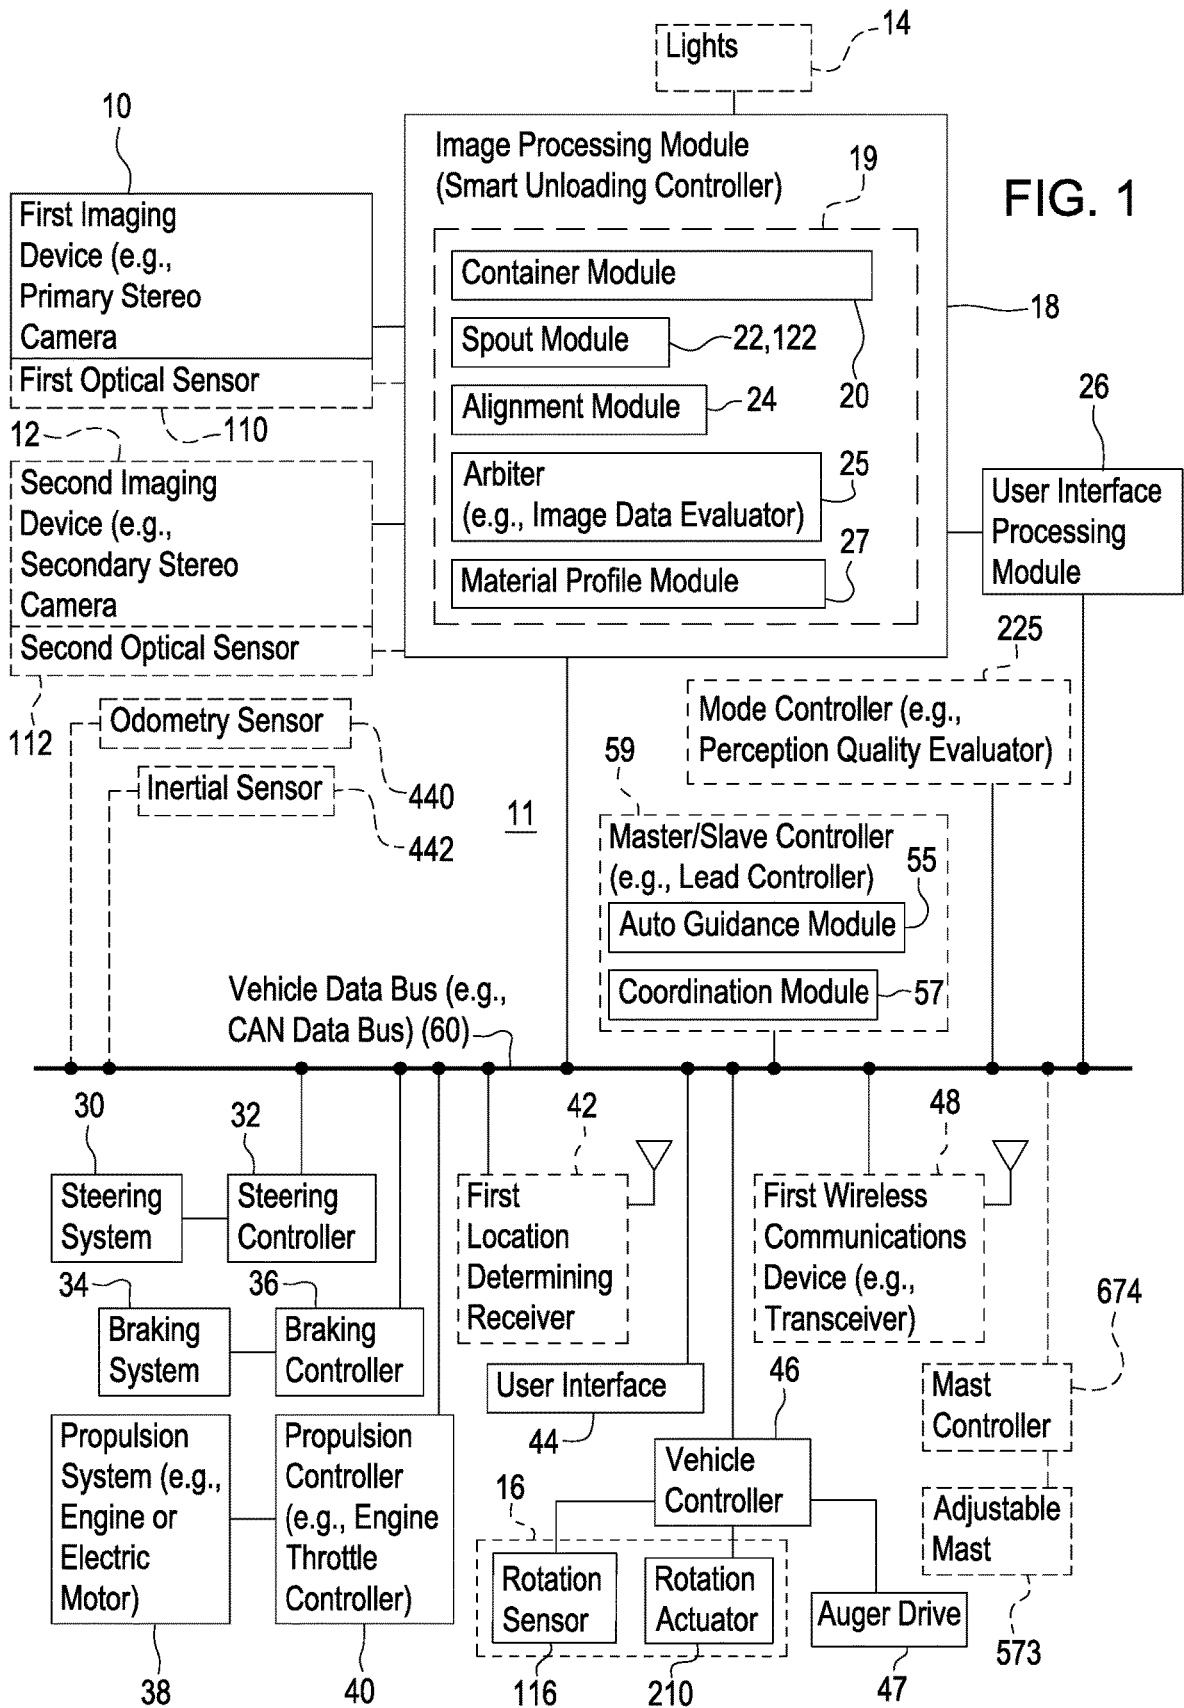 Lights
14
10
Image Processing Module
(Smart Unloading Controller)
19
FIG. 1
First Imaging
Device (e.g.,
Primary Stereo
Camera
First Optical Sensor
110
Container Module
18
Spout Module
22,122
20
Alignment Module
24
26
12
Second Imaging
Device (e.g.,
Secondary Stereo
Camera
Second Optical Sensor
112
Arbiter
(e.g., Image Data Evaluator)
25
User Interface
Processing
Module
Material Profile Module
27
225
Mode Controller (e.g.,
Perception Quality Evaluator)
Odometry Sensor
440
Inertial Sensor
442
11
59
Master/Slave Controller
(e.g., Lead Controller)
55
Auto Guidance Module
Coordination Module
57
Vehicle Data Bus (e.g.,
CAN Data Bus) (60)
30
32
42
48
Steering
System
Steering
Controller
First
Location
Determining
Receiver
First Wireless
Communications
Device (e.g.,
Transceiver)
34
36
674
Braking
System
Braking
Controller
User Interface
44
46
Mast
Controller
Propulsion
System (e.g.,
Engine or
Electric
Motor)
Propulsion
Controller
(e.g., Engine
Throttle
Controller)
Vehicle
Controller
16
Adjustable
Mast
Rotation
Sensor
Rotation
Actuator
Auger Drive
573
38
40
116
210
47